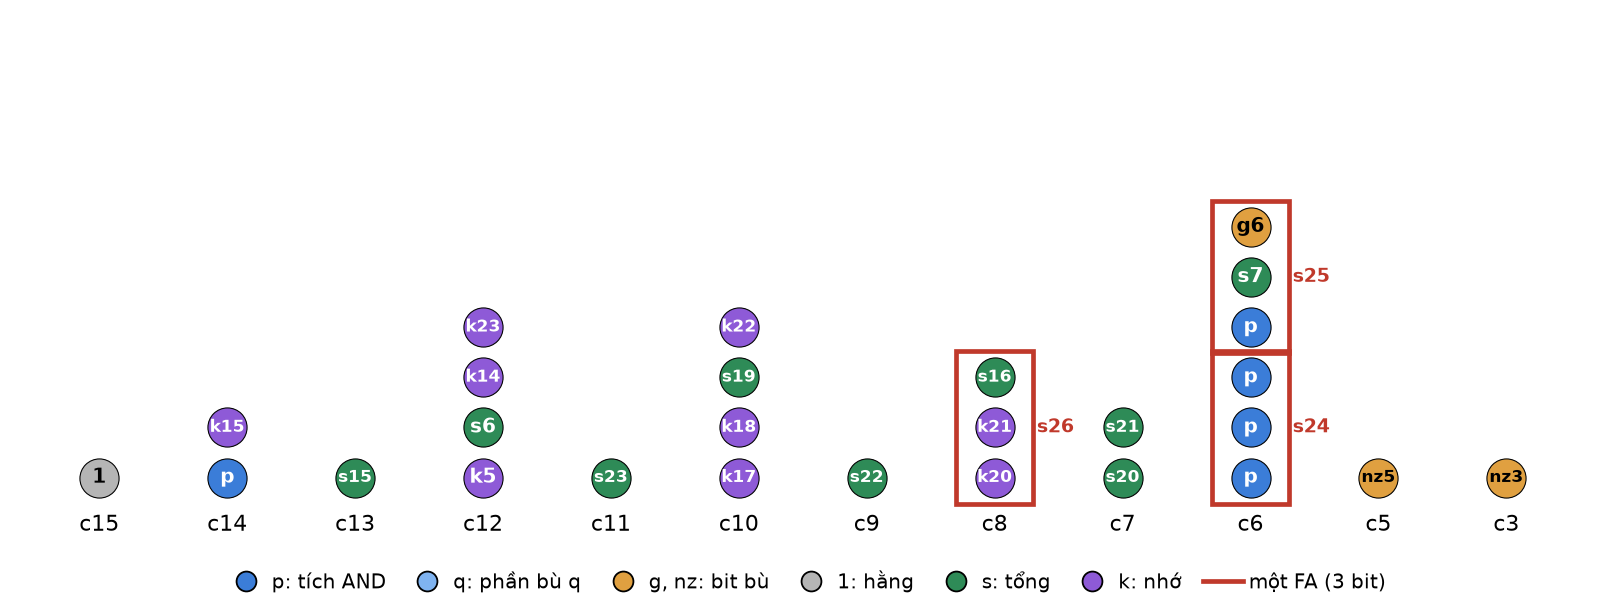 g6
s7 s25
k23 k22 p
k14 s19 s16 p
k15 s6 k18 k21 s26 s21 p s24
1 p s15 k5 s23 k17 s22 k20 s20 p nz5 nz3
c15 c14 c13 c12 c11 c10 c9 c8 c7 c6 c5 c3
p: tích AND q: phần bù q g, nz: bit bù 1: hằng s: tổng k: nhớ một FA (3 bit)